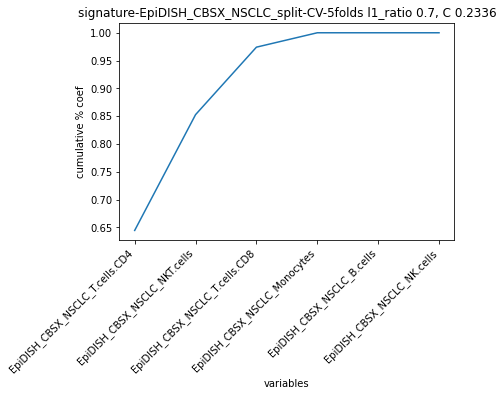 signature-EpiDISH_CBSX_NSCLC_split-CV-5folds l1_ratio 0.7, C 0.2336
1.00
0.95
0.90
0.85
0.80
0.75
0.70
0.65
cumulative % coef
EpiDISH_CBSX_NSCLC_T.cells.CD4
EpiDISH_CBSX_NSCLC_NKT.cells
EpiDISH_CBSX_NSCLC_T.cells.CD8
EpiDISH_CBSX_NSCLC_Monocytes
EpiDISH_CBSX_NSCLC_B.cells
EpiDISH_CBSX_NSCLC_NK.cells
variables